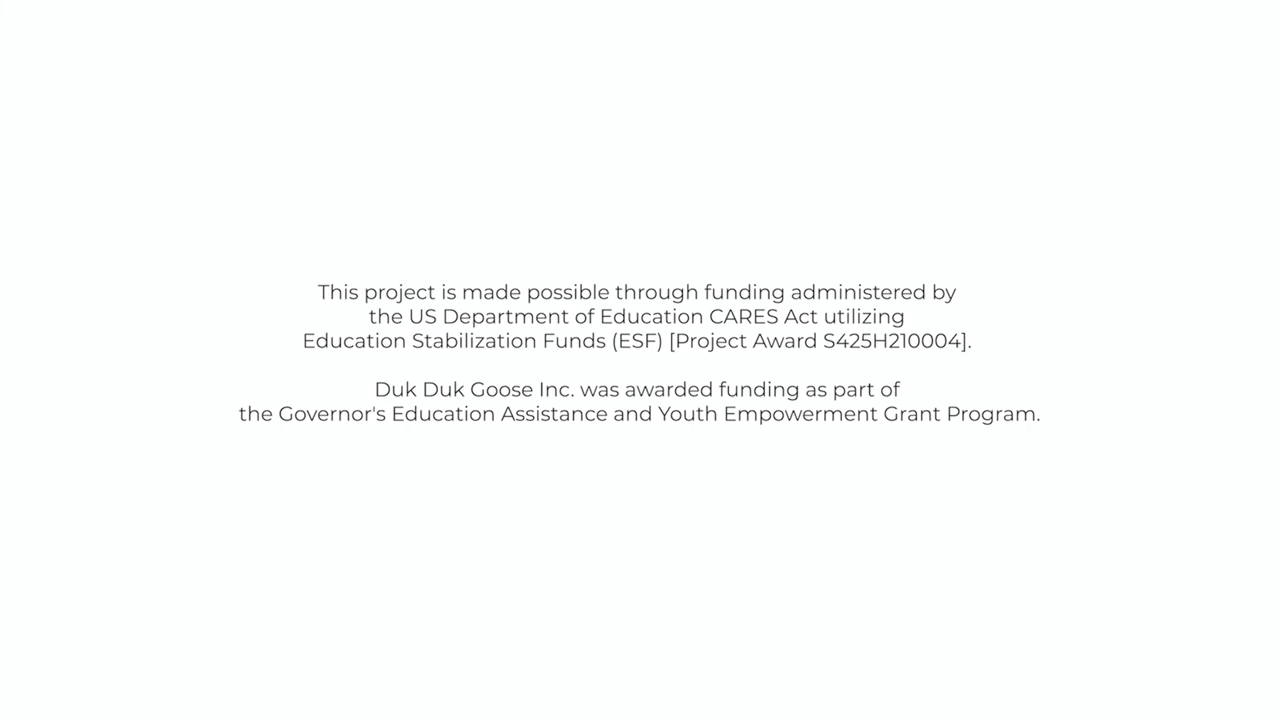 This project is made possible through funding administered by
the US Department of Education CARES Act utilizing
Education Stabilization Funds (ESF) [Project Award S425H210004].
Duk Duk Goose Inc. was awarded funding as part of
the Governor's Education Assistance and Youth Empowerment Grant Program.